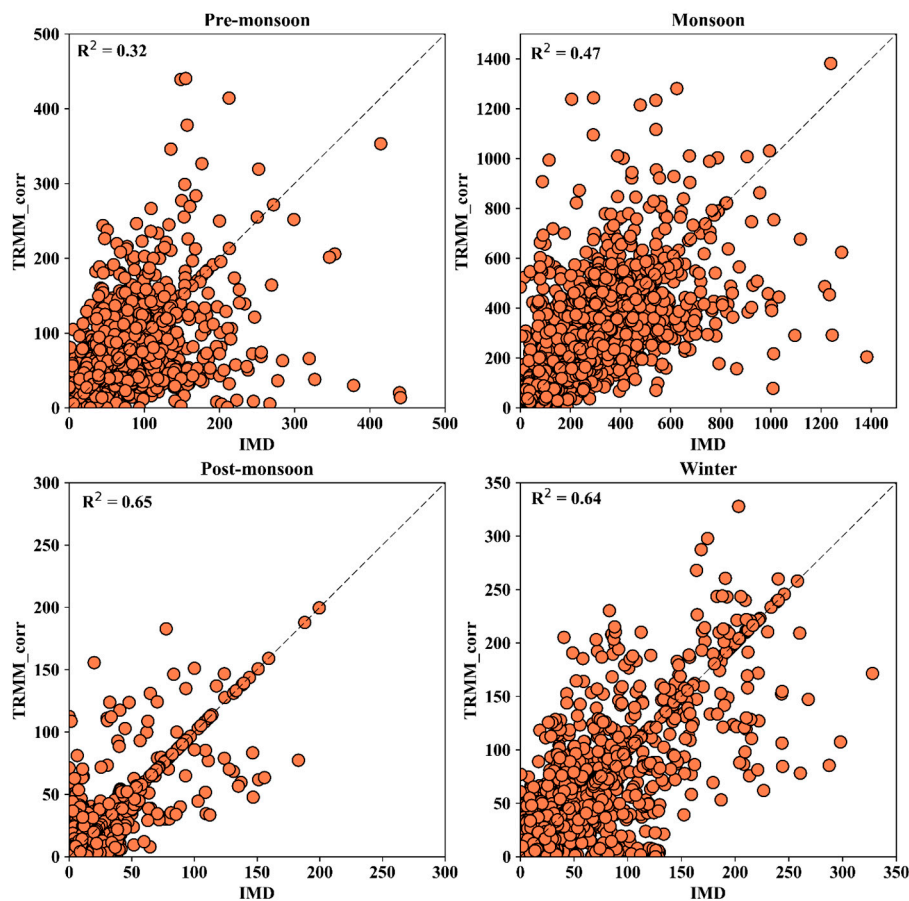 Pre-monsoon
R² = 0.32
500
400
300
200
100
0
TRMM_corr
0 100 200 300 400 500
IMD
Monsoon
R² = 0.47
1400
1200
1000
800
600
400
200
0
TRMM_corr
0 200 400 600 800 1000 1200 1400
IMD
Post-monsoon
R² = 0.65
300
250
200
150
100
50
0
TRMM_corr
0 50 100 150 200 250 300
IMD
Winter
R² = 0.64
350
300
250
200
150
100
50
0
TRMM_corr
0 50 100 150 200 250 300 350
IMD